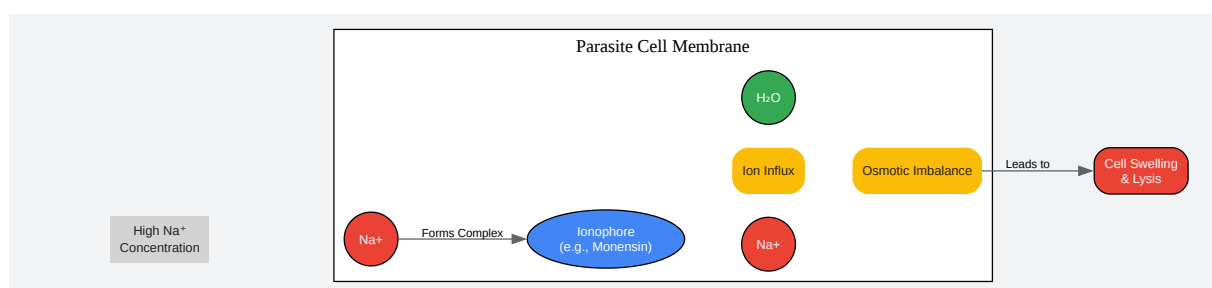 Parasite Cell Membrane
H₂O
Ion Influx
Osmotic Imbalance
Leads to
Cell Swelling
& Lysis
High Na⁺
Concentration
Na+
Forms Complex
Ionophore
(e.g., Monensin)
Na+